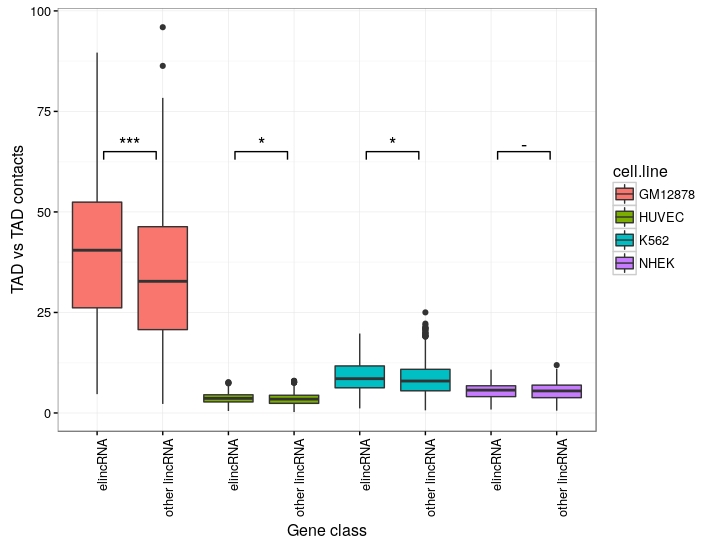 100
75
50
25
0
TAD vs TAD contacts
***
*
*
-
elincRNA
other lincRNA
elincRNA
other lincRNA
elincRNA
other lincRNA
elincRNA
other lincRNA
Gene class
cell.line
GM12878
HUVEC
K562
NHEK